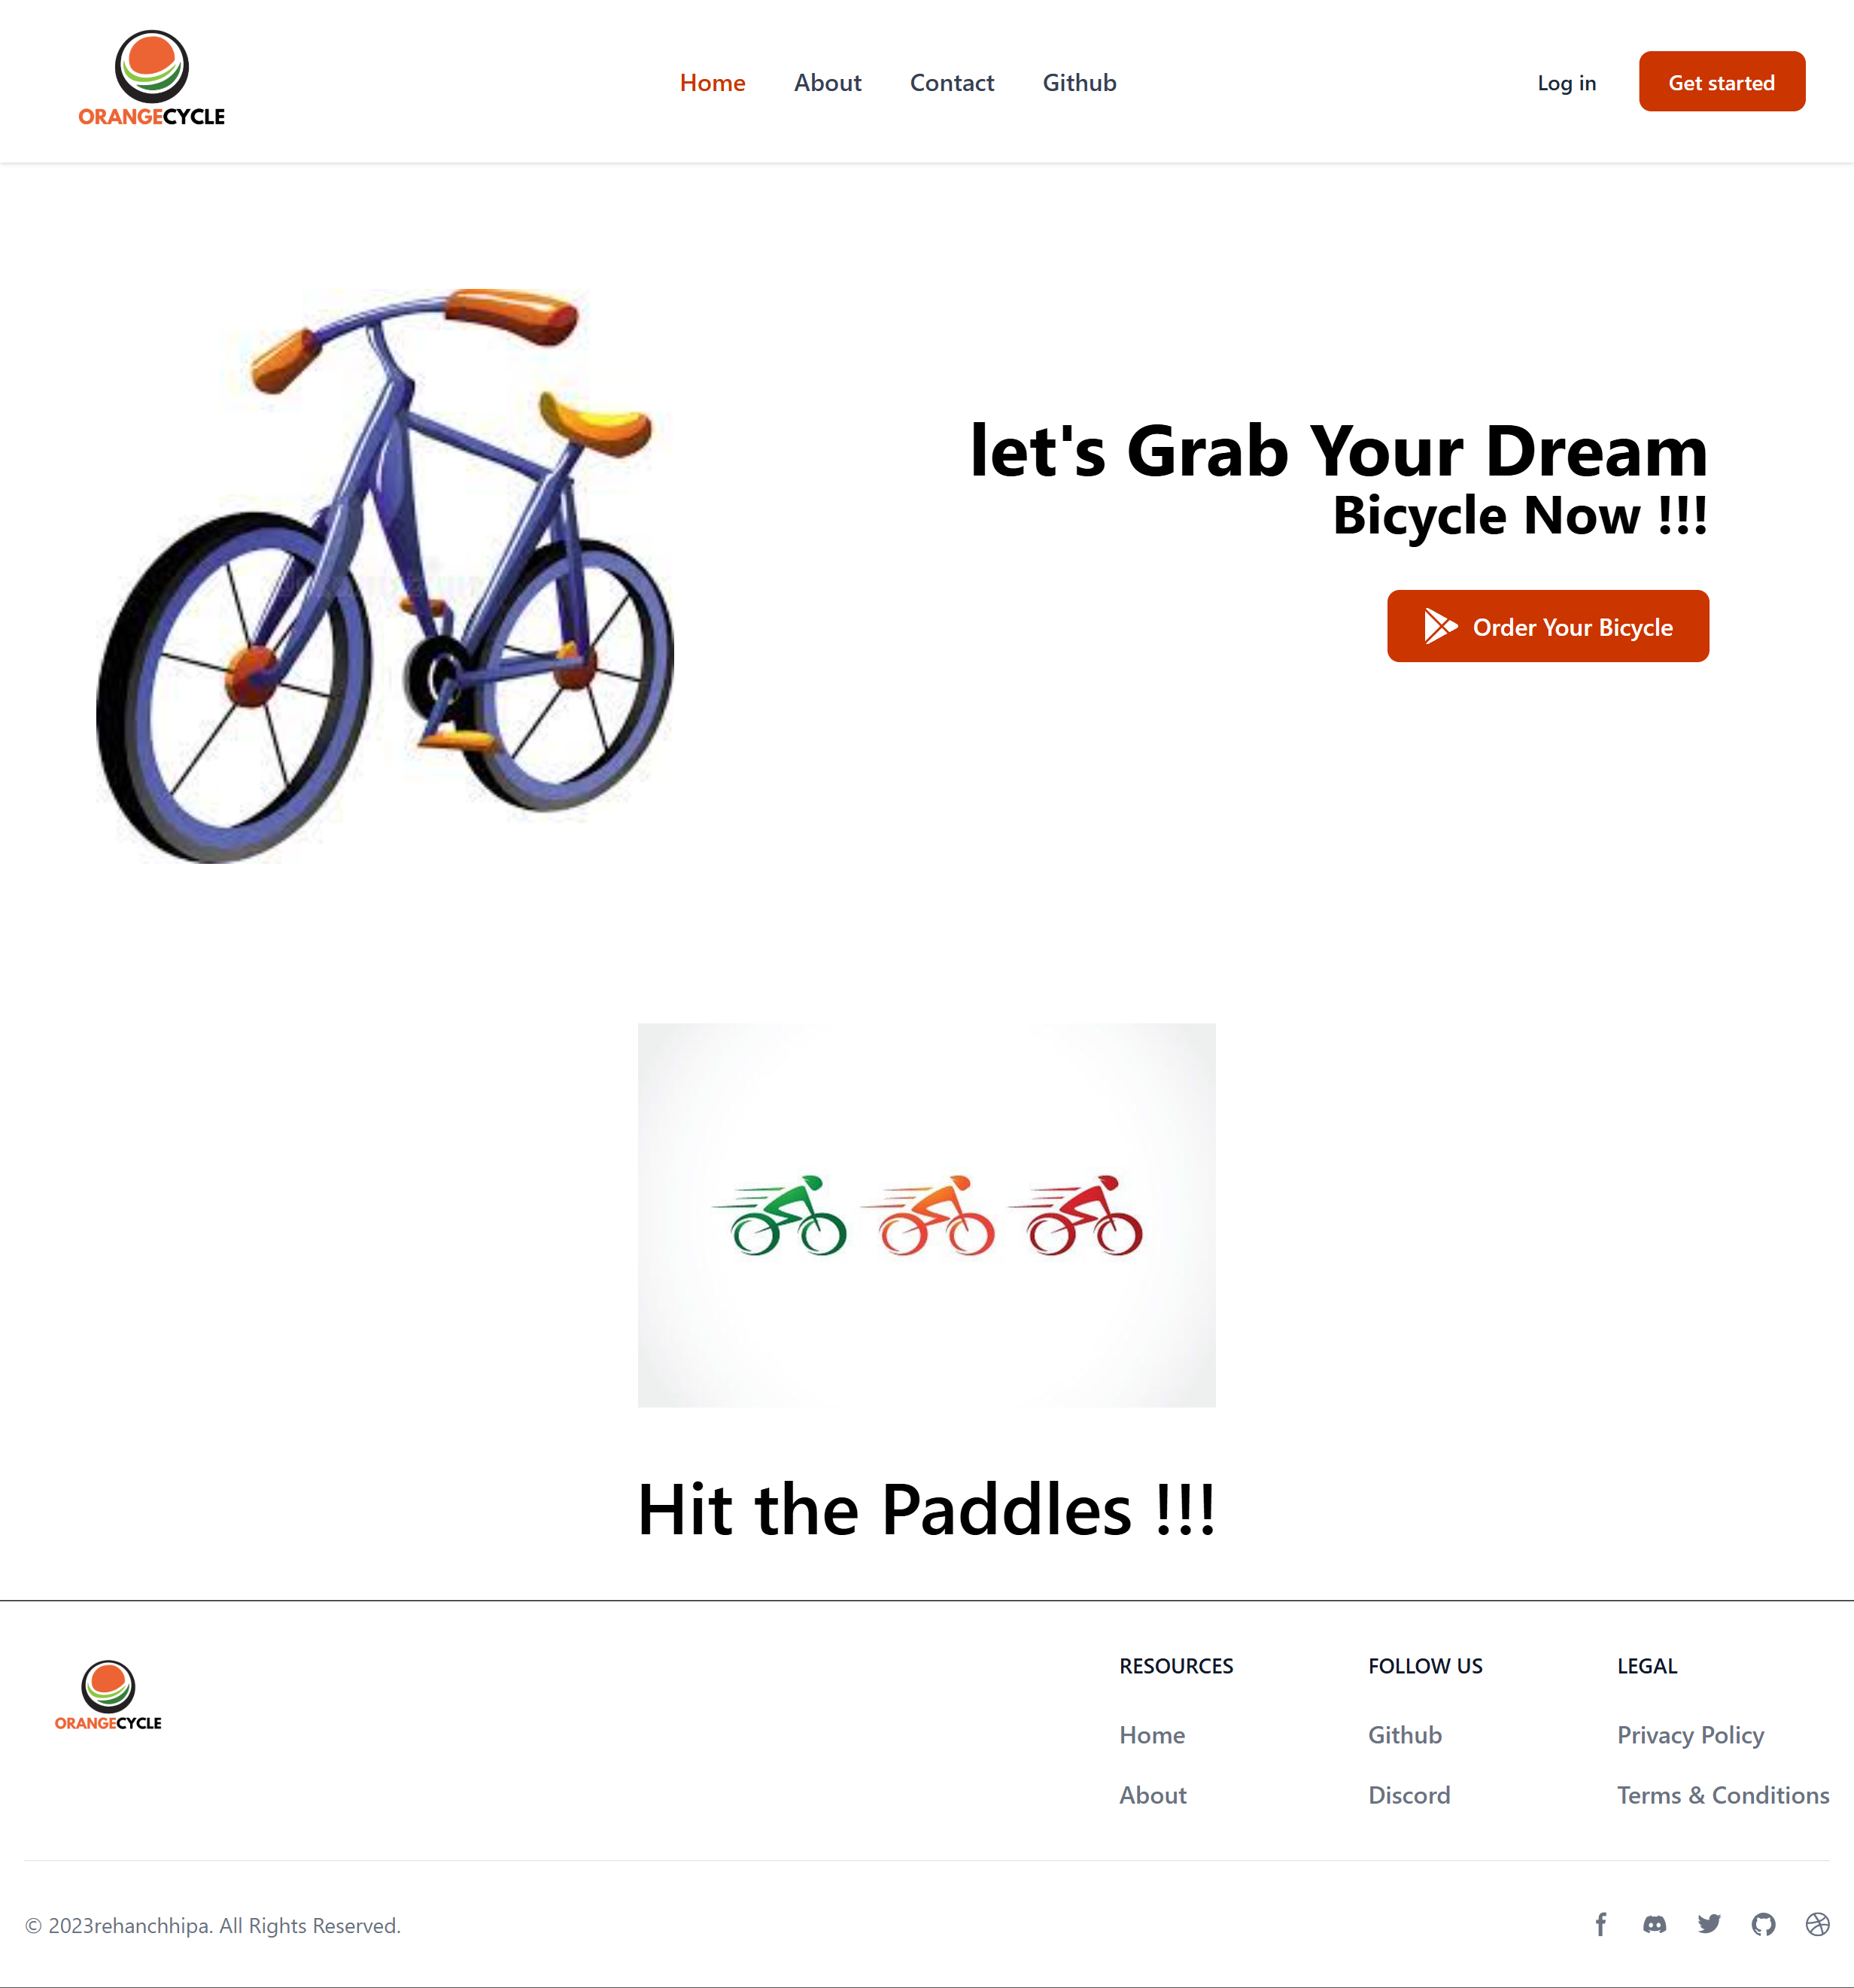 ORANGECYCLE
Home About Contact Github
Log in Get started
let's Grab Your Dream
Bicycle Now !!!
Order Your Bicycle
Hit the Paddles !!!
ORANGECYCLE
RESOURCES FOLLOW US LEGAL
Home Github Privacy Policy
About Discord Terms & Conditions
© 2023rehanchhipa. All Rights Reserved.